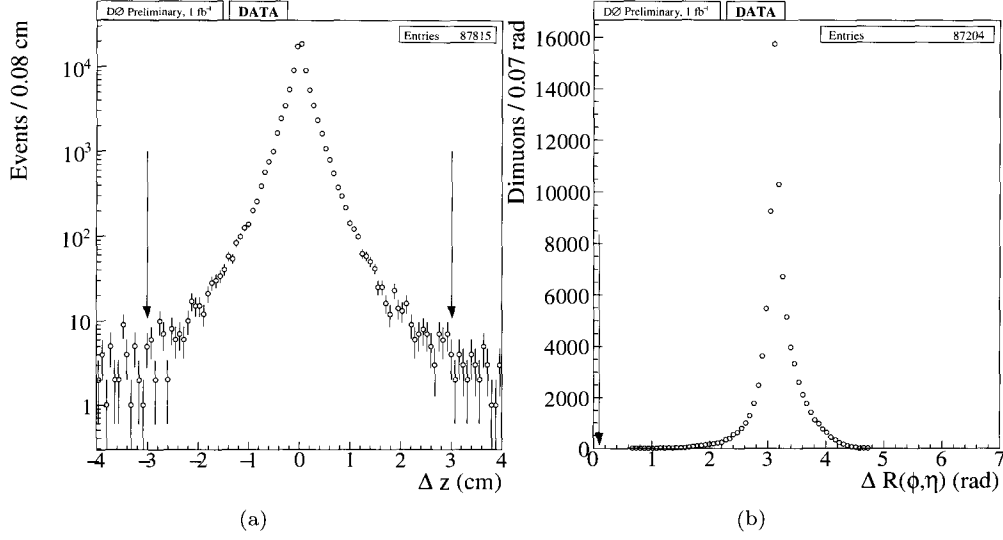 DØ Preliminary, 1 fb⁻¹ DATA
Entries 87815
Events / 0.08 cm
10⁴
10³
10²
10
1
−4 −3 −2 −1 0 1 2 3 4
Δ z (cm)
(a)
DØ Preliminary, 1 fb⁻¹ DATA
Entries 87204
Dimuons / 0.07 rad
16000
14000
12000
10000
8000
6000
4000
2000
0
0 1 2 3 4 5 6 7
Δ R(ϕ,η) (rad)
(b)